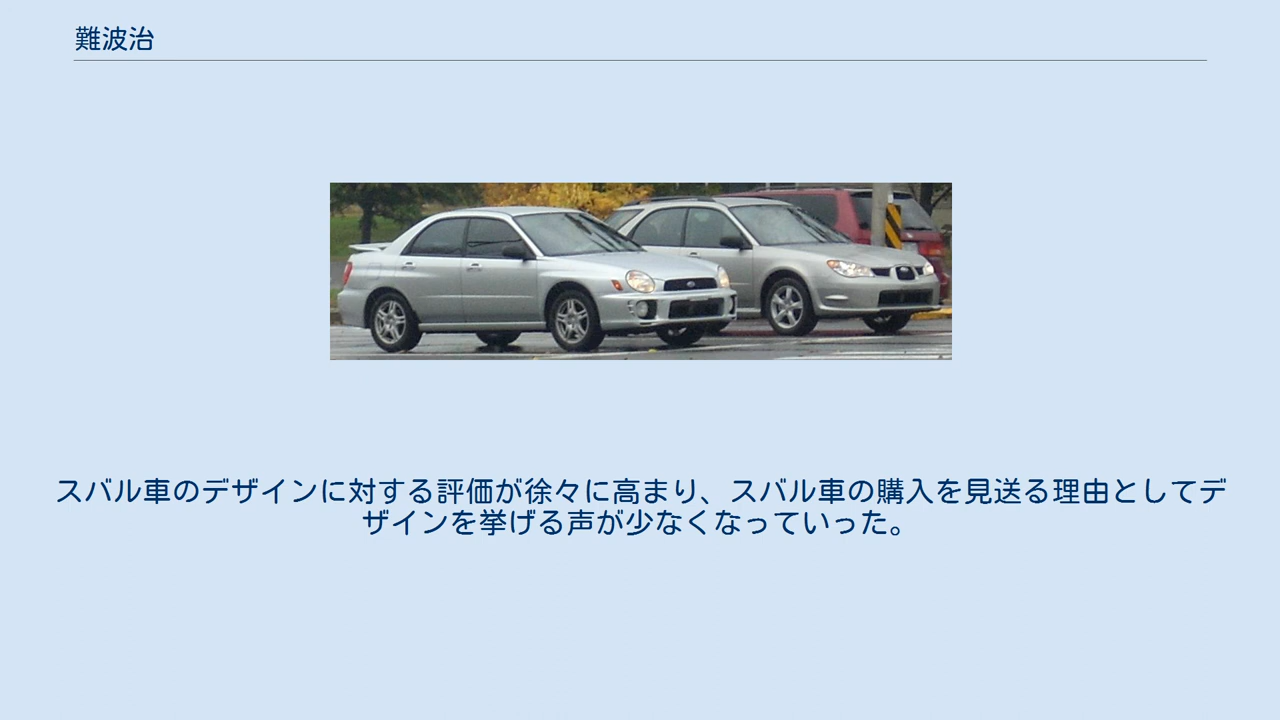 難波治
スバル車のデザインに対する評価が徐々に高まり、スバル車の購入を見送る理由としてデ
ザインを挙げる声が少なくなっていった。